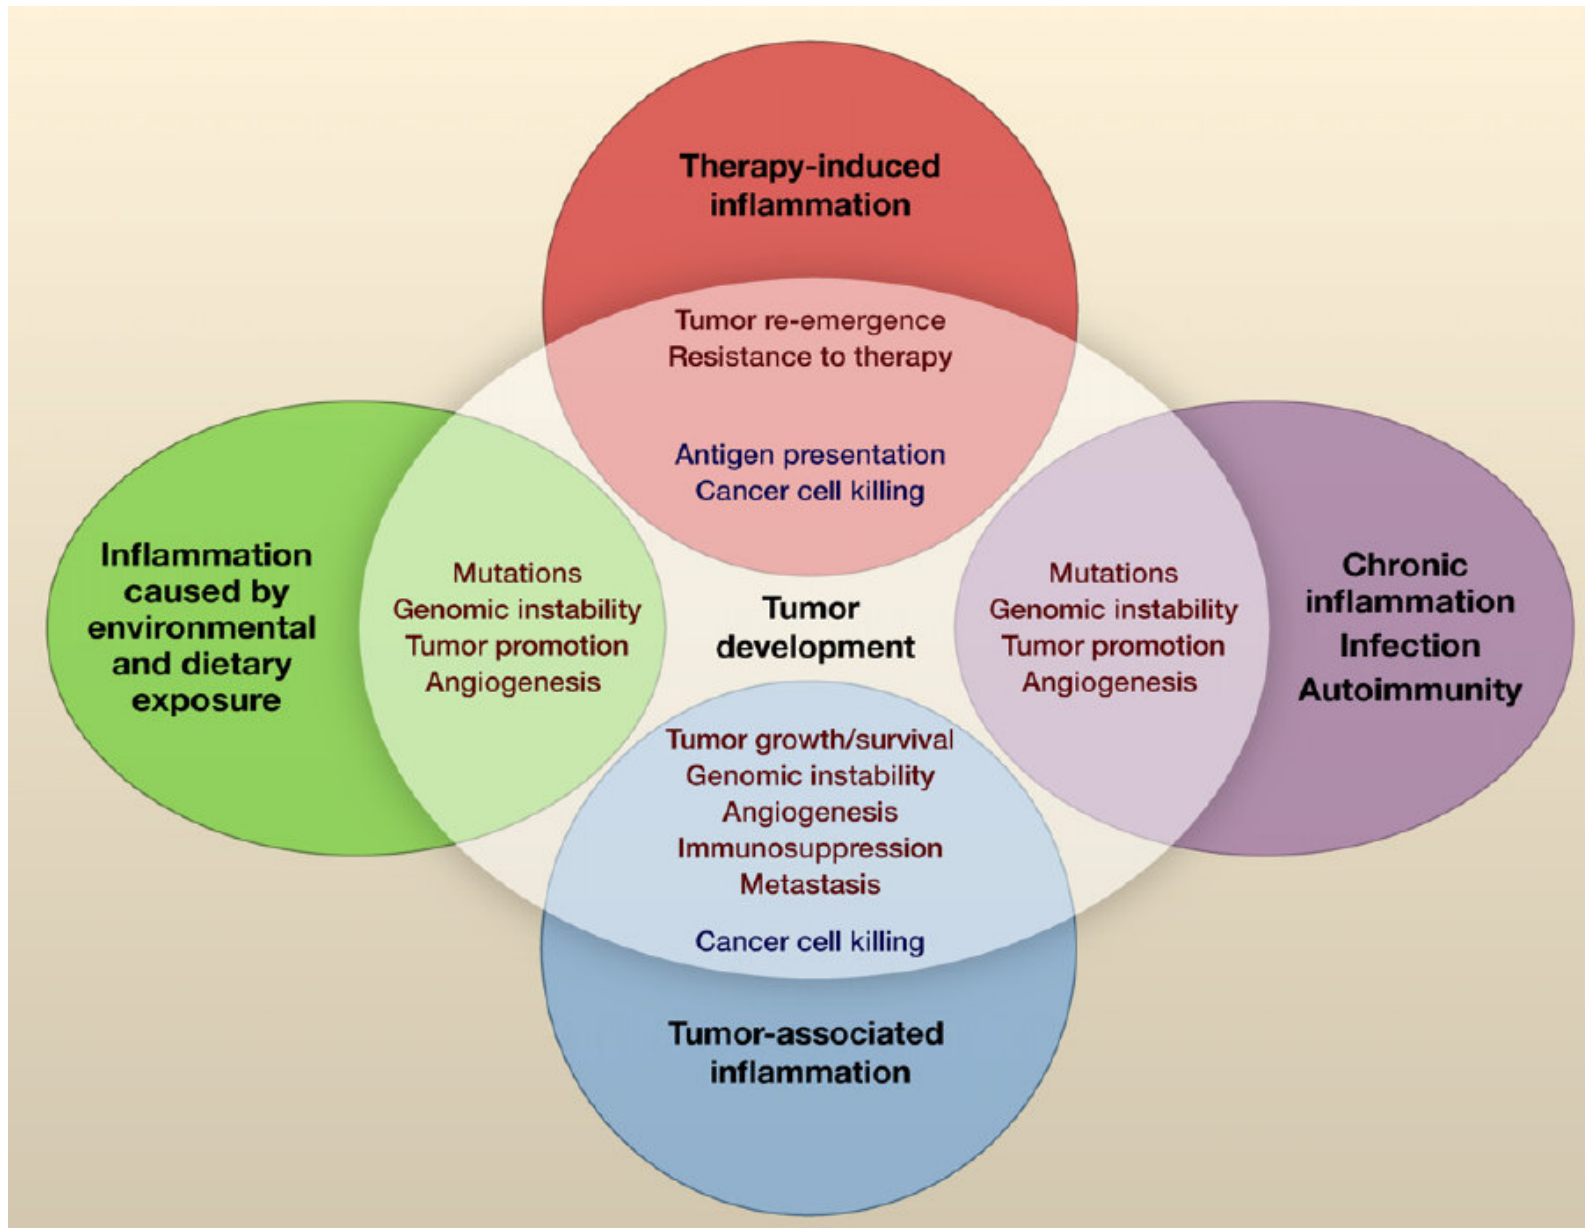 Therapy-induced
inflammation
Tumor re-emergence
Resistance to therapy
Antigen presentation
Cancer cell killing
Inflammation
caused by
environmental
and dietary
exposure
Mutations
Genomic instability
Tumor promotion
Angiogenesis
Tumor
development
Mutations
Genomic instability
Tumor promotion
Angiogenesis
Chronic
inflammation
Infection
Autoimmunity
Tumor growth/survival
Genomic instability
Angiogenesis
Immunosuppression
Metastasis
Cancer cell killing
Tumor-associated
inflammation